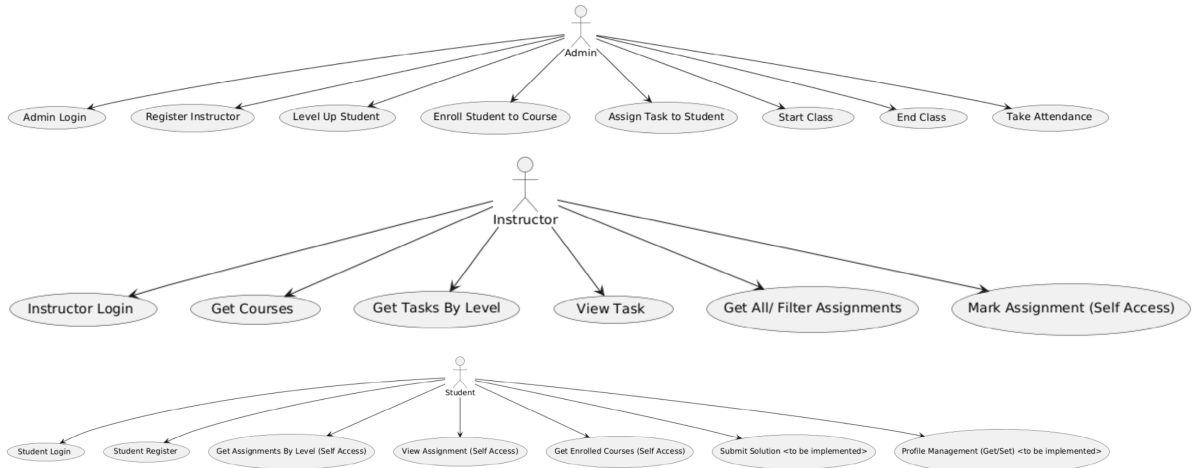 Admin
Admin Login
Register Instructor
Level Up Student
Enroll Student to Course
Assign Task to Student
Start Class
End Class
Take Attendance
Instructor
Instructor Login
Get Courses
Get Tasks By Level
View Task
Get All/ Filter Assignments
Mark Assignment (Self Access)
Student
Student Login
Student Register
Get Assignments By Level (Self Access)
View Assignment (Self Access)
Get Enrolled Courses (Self Access)
Submit Solution <to be implemented>
Profile Management (Get/Set) <to be implemented>